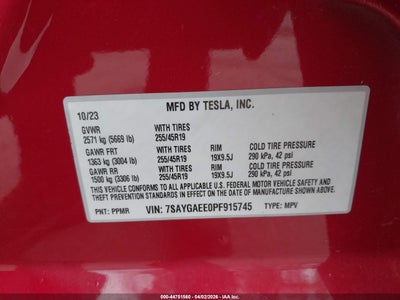 MFD BY TESLA, INC.
10/23
GVWR WITH TIRES
2571 kg (5669 lb) 255/45R19
GAWR FRT WITH TIRES RIM COLD TIRE PRESSURE
1363 kg (3004 lb) 255/45R19 19X9.5J 290 kPa, 42 psi
GAWR RR WITH TIRES RIM COLD TIRE PRESSURE
1500 kg (3306 lb) 255/45R19 19X9.5J 290 kPa, 42 psi
THIS VEHICLE CONFORMS TO ALL APPLICABLE U.S. FEDERAL MOTOR VEHICLE SAFETY AND
THEFT PREVENTION STANDARDS IN EFFECT ON THE DATE OF MANUFACTURE SHOWN ABOVE.
PNT: PPMR VIN: 7SAYGAEE0PF915745 TYPE: MPV
000-44751560 04/02/2026 - IAA Holdings, LLC.